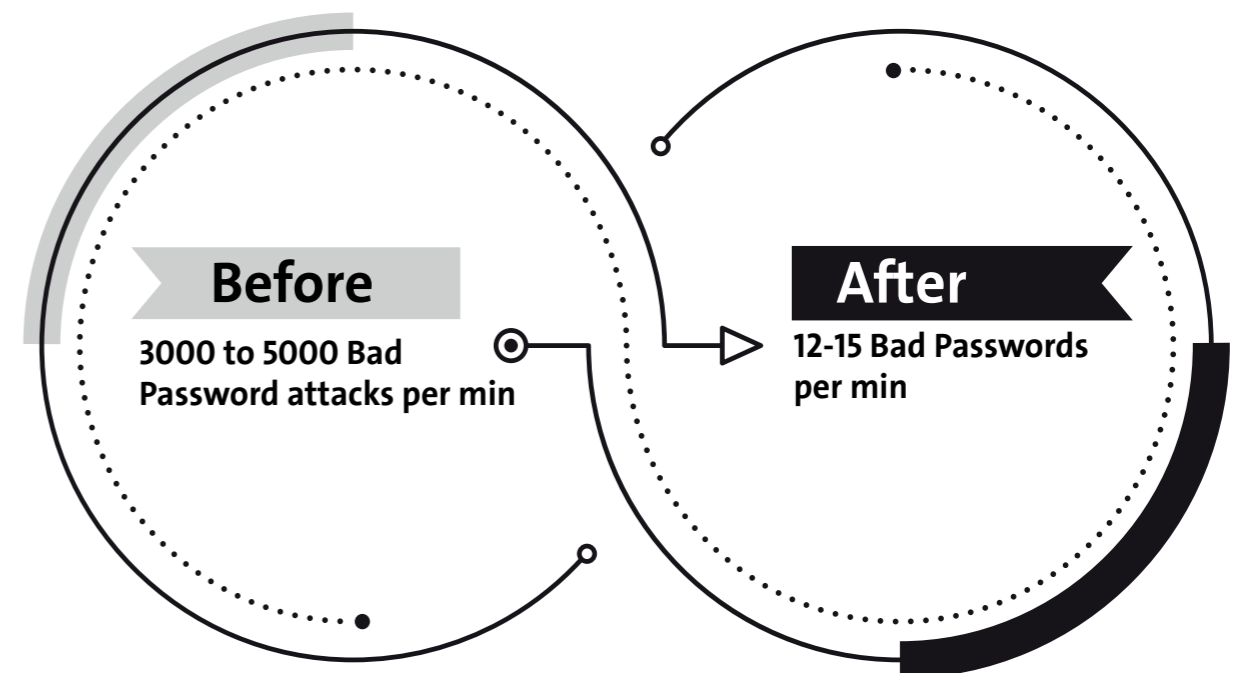 Before
3000 to 5000 Bad
Password attacks per min
After
12-15 Bad Passwords
per min